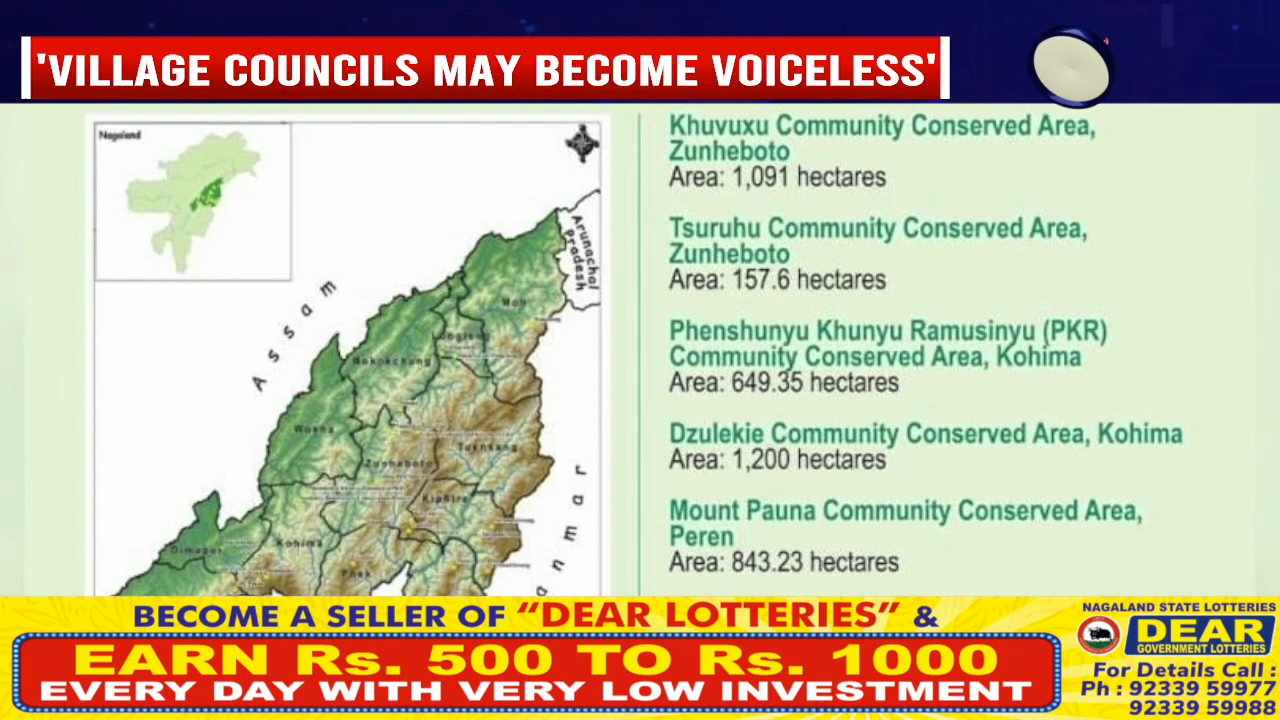 'VILLAGE COUNCILS MAY BECOME VOICELESS'
Nagaland
Arunachal
Pradesh
Assam
Mon
Longleng
Mokokchung
Wokha
Tuensang
Zunheboto
Kiphire
Dimapur
Kohima
Phek
anmar
Khuvuxu Community Conserved Area,
Zunheboto
Area: 1,091 hectares
Tsuruhu Community Conserved Area,
Zunheboto
Area: 157.6 hectares
Phenshunyu Khunyu Ramusinyu (PKR)
Community Conserved Area, Kohima
Area: 649.35 hectares
Dzulekie Community Conserved Area, Kohima
Area: 1,200 hectares
Mount Pauna Community Conserved Area,
Peren
Area: 843.23 hectares
BECOME A SELLER OF "DEAR LOTTERIES" &
EARN Rs. 500 TO Rs. 1000
EVERY DAY WITH VERY LOW INVESTMENT
NAGALAND STATE LOTTERIES
DEAR
GOVERNMENT LOTTERIES
For Details Call :
Ph : 92339 59977
92339 59988